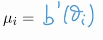 μᵢ = b'(ϑᵢ)